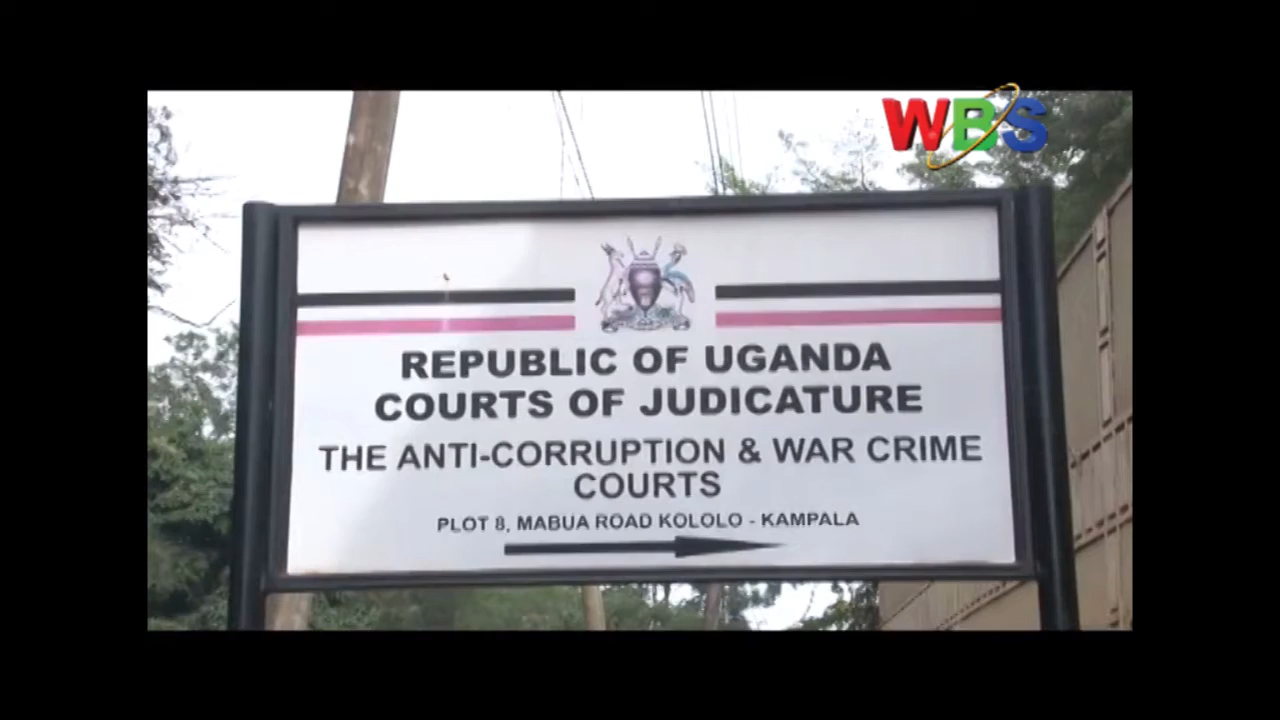 WBS
REPUBLIC OF UGANDA
COURTS OF JUDICATURE
THE ANTI-CORRUPTION & WAR CRIME
COURTS
PLOT 8, MABUA ROAD KOLOLO - KAMPALA